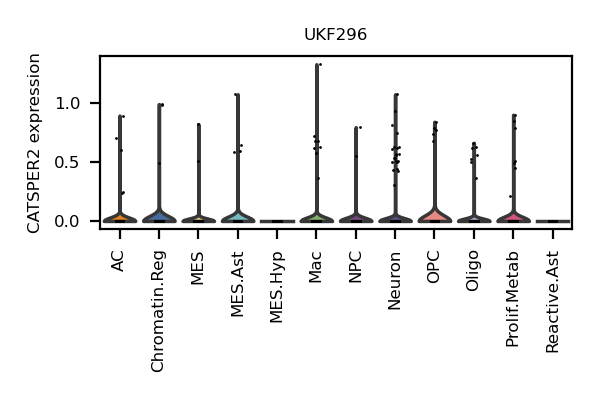 UKF296
CATSPER2 expression
1.0
0.5
0.0
AC
Chromatin.Reg
MES
MES.Ast
MES.Hyp
Mac
NPC
Neuron
OPC
Oligo
Prolif.Metab
Reactive.Ast